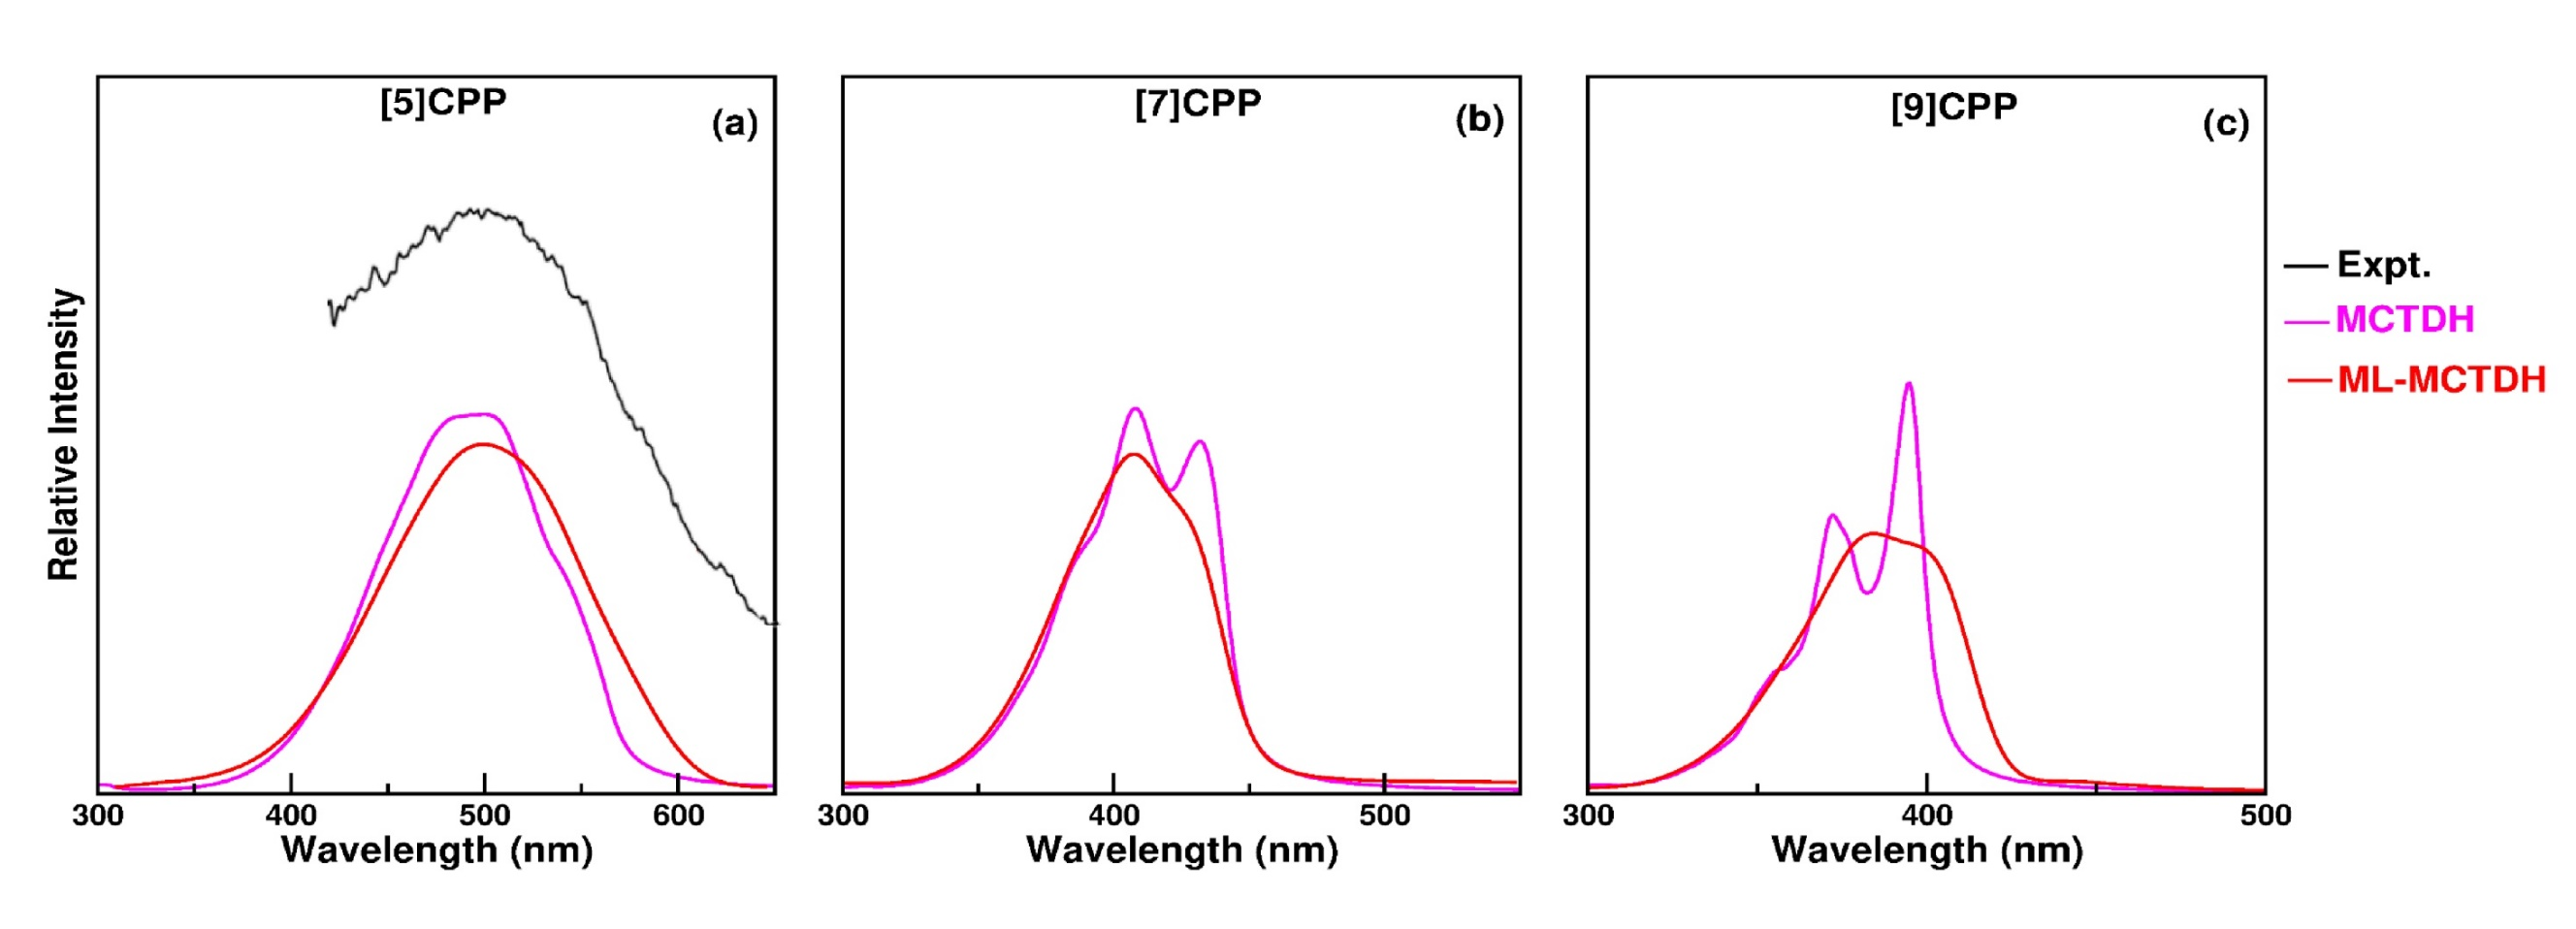 [5]CPP
(a)
[7]CPP
(b)
[9]CPP
(c)
Expt.
MCTDH
ML-MCTDH
Relative Intensity
300 400 500 600
300 400 500
300 400 500
Wavelength (nm)
Wavelength (nm)
Wavelength (nm)